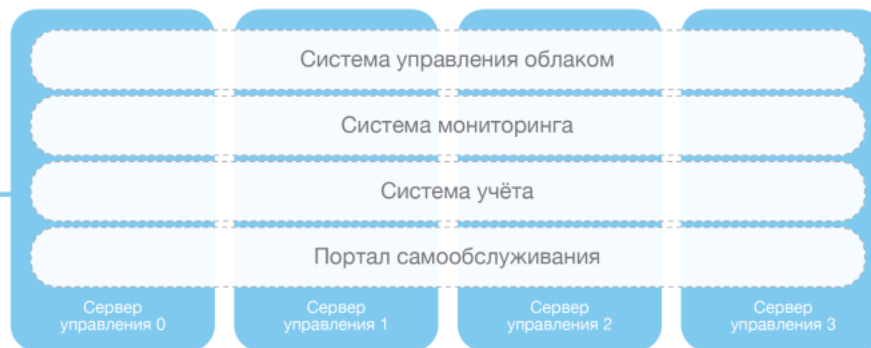 Система управления облаком
Система мониторинга
Система учёта
Портал самообслуживания
Сервер
управления 0
Сервер
управления 1
Сервер
управления 2
Сервер
управления 3